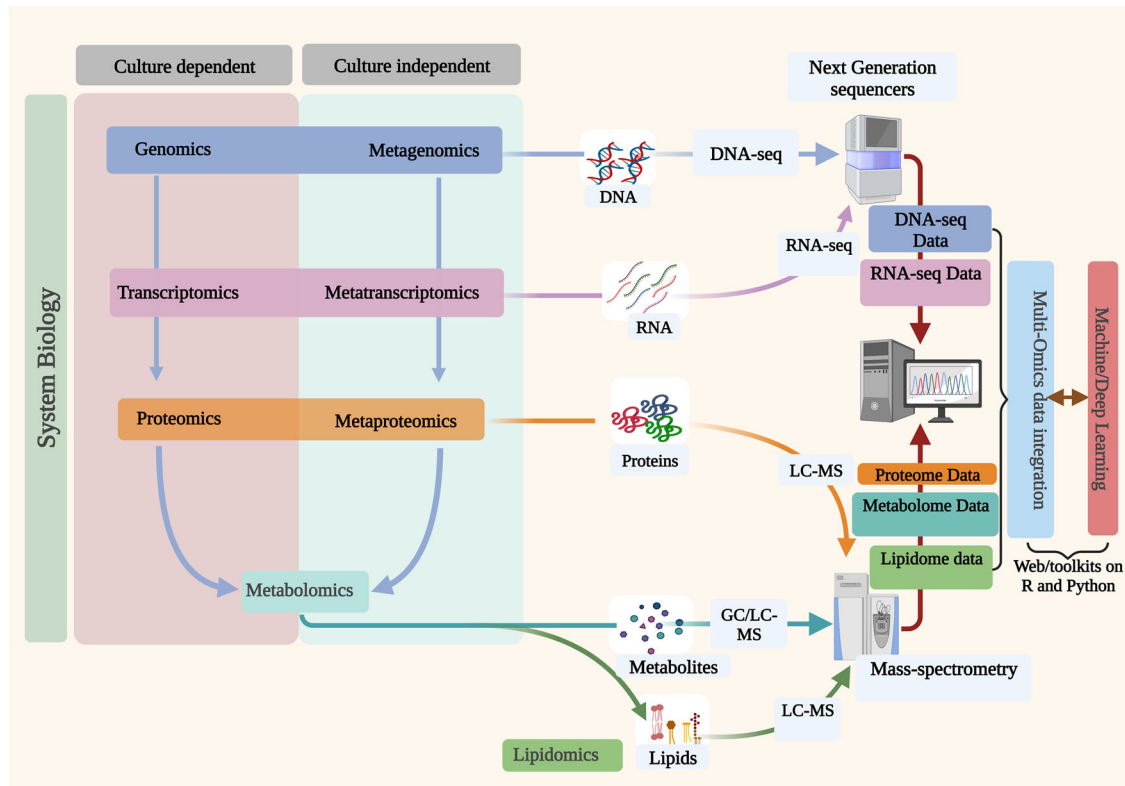 Culture dependent
Culture independent
Next Generation
sequencers
System Biology
Genomics
Metagenomics
DNA
DNA-seq
DNA-seq
Data
RNA-seq
RNA-seq Data
Transcriptomics
Metatranscriptomics
RNA
Multi-Omics data integration
Machine/Deep Learning
Proteomics
Metaproteomics
Proteins
LC-MS
Proteome Data
Metabolome Data
Lipidome data
Web/toolkits on
R and Python
Metabolomics
Metabolites
GC/LC-
MS
Mass-spectrometry
LC-MS
Lipidomics
Lipids